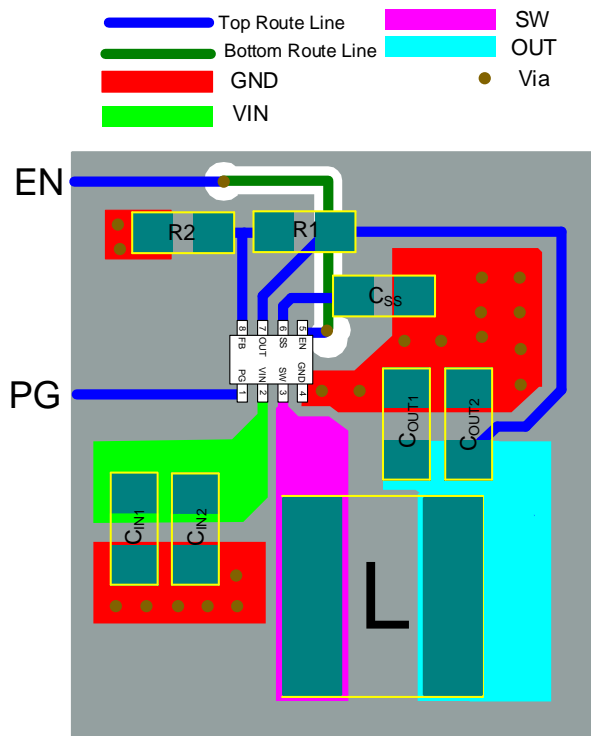 Top Route Line
SW
Bottom Route Line
OUT
GND
Via
VIN
EN
R2
R1
CSS
8 7 6 5
FB OUT SS EN
PG VIN SW GND
1 2 3 4
PG
COUT1
COUT2
CIN1
CIN2
L